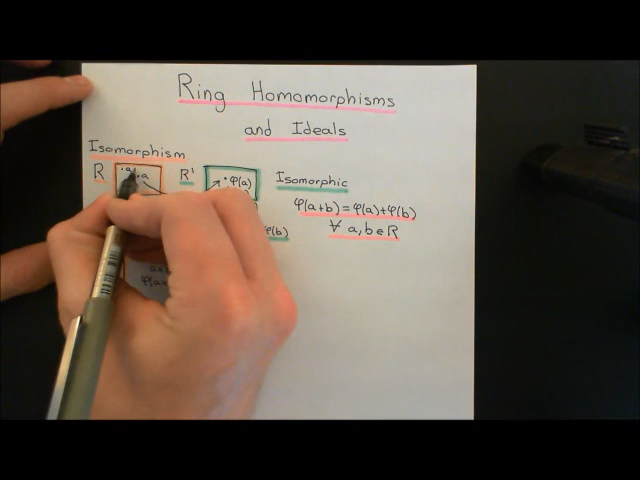 Ring Homomorphisms
and Ideals
Isomorphism
R R' ·φ(a) Isomorphic
φ(a+b) = φ(a)+φ(b)
φ(b) ∀ a,b ∈ R